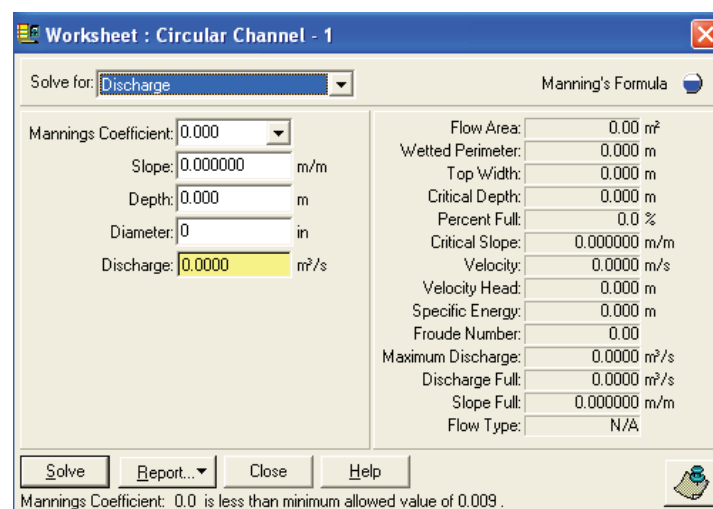 Worksheet : Circular Channel - 1
Solve for: Discharge
Manning's Formula
Mannings Coefficient: 0.000
Slope: 0.000000 m/m
Depth: 0.000 m
Diameter: 0 in
Discharge: 0.0000 m³/s
Flow Area: 0.00 m²
Wetted Perimeter: 0.000 m
Top Width: 0.000 m
Critical Depth: 0.000 m
Percent Full: 0.0 %
Critical Slope: 0.000000 m/m
Velocity: 0.0000 m/s
Velocity Head: 0.000 m
Specific Energy: 0.000 m
Froude Number: 0.00
Maximum Discharge: 0.0000 m³/s
Discharge Full: 0.0000 m³/s
Slope Full: 0.000000 m/m
Flow Type: N/A
Solve Report... Close Help
Mannings Coefficient: 0.0 is less than minimum allowed value of 0.009 .